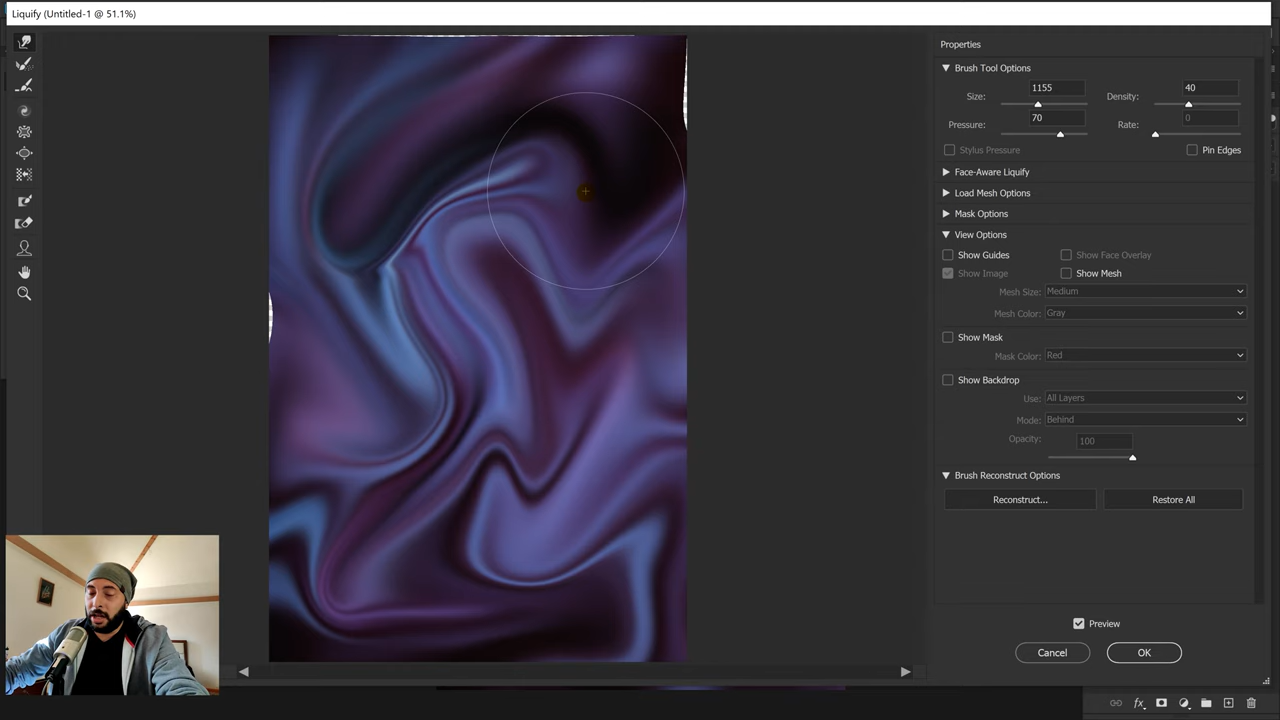 Liquify (Untitled-1 @ 51.1%)
Properties
Brush Tool Options
Size: 1155 Density: 40
Pressure: 70 Rate: 0
Stylus Pressure Pin Edges
Face-Aware Liquify
Load Mesh Options
Mask Options
View Options
Show Guides Show Face Overlay
Show Image Show Mesh
Mesh Size: Medium
Mesh Color: Gray
Show Mask
Mask Color: Red
Show Backdrop
Use: All Layers
Mode: Behind
Opacity: 100
Brush Reconstruct Options
Reconstruct... Restore All
Preview
Cancel OK
fx